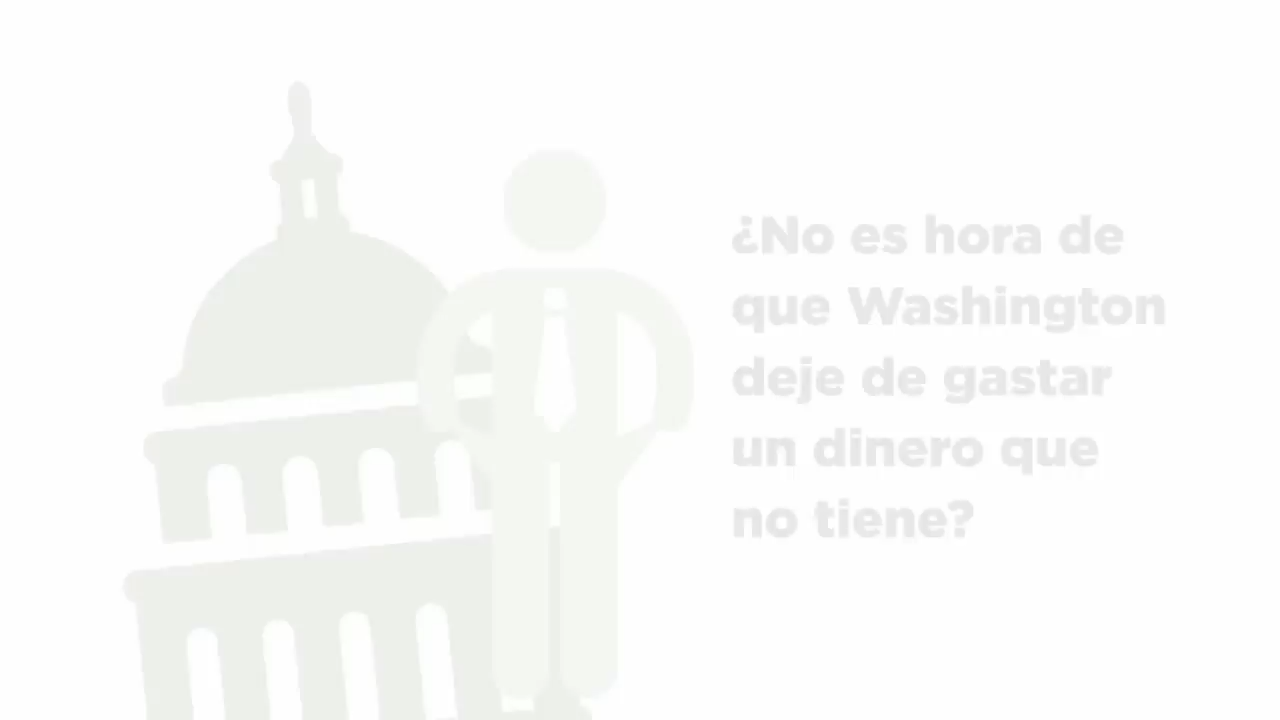 ¿No es hora de
que Washington
deje de gastar
un dinero que
no tiene?